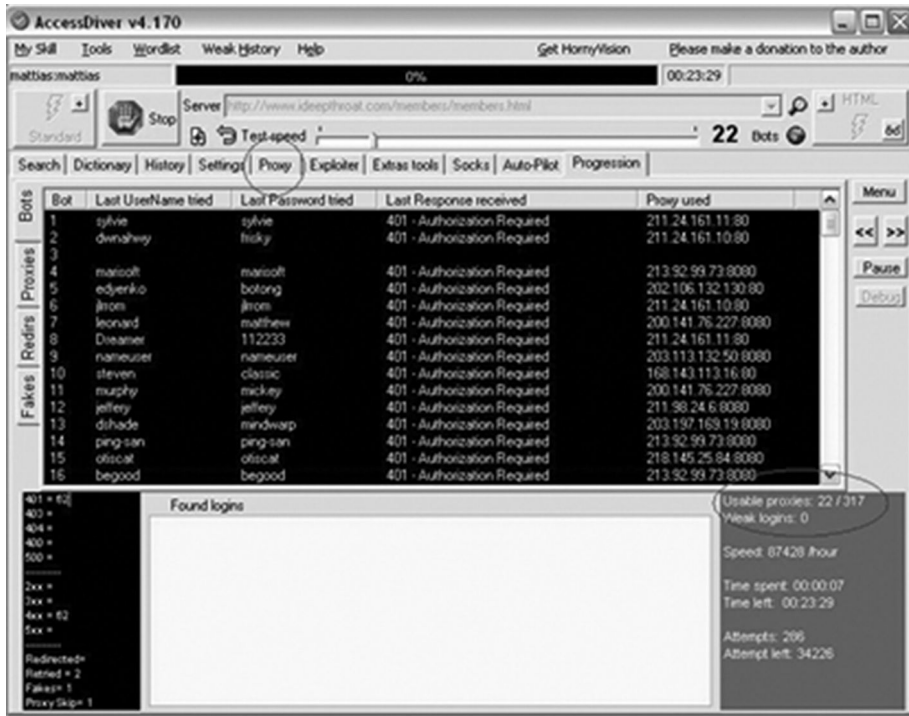 AccessDiver v4.170
My Skill Tools Wordlist Weak History Help Get HornyVision Please make a donation to the author
mattias:mattias 0% 00:23:29
Standard Stop Server http://www.ideepthroat.com/members/members.html HTML
Test speed 22 Bots
Search Dictionary History Settings Proxy Exploiter Extras tools Socks Auto-Pilot Progression
Bots
Proxies
Redirs
Fakes
Bot Last UserName tried Last Password tried Last Response received Proxy used
1 sylvie sylvie 401 - Authorization Required 211.24.161.11:80
2 dwnahwy frisky 401 - Authorization Required 211.24.161.10:80
3
4 marisoft marisoft 401 - Authorization Required 213.92.99.73:8080
5 edyenko botong 401 - Authorization Required 202.106.132.130:80
6 jlrrom jlrrom 401 - Authorization Required 211.24.161.10:80
7 leonard matthew 401 - Authorization Required 200.141.76.227:8080
8 Dreamer 112233 401 - Authorization Required 211.24.161.11:80
9 nameuser nameuser 401 - Authorization Required 203.113.132.50:8080
10 steven classic 401 - Authorization Required 168.143.113.16:80
11 murphy mickey 401 - Authorization Required 200.141.76.227:8080
12 jeffery jeffery 401 - Authorization Required 211.98.24.6:8080
13 dshade mindwarp 401 - Authorization Required 203.197.169.19:8080
14 ping-san ping-san 401 - Authorization Required 213.92.99.73:8080
15 otiscat otiscat 401 - Authorization Required 218.145.25.84:8080
16 begood begood 401 - Authorization Required 213.92.99.73:8080
Menu
<< >>
Pause
Debug
401 = 62
403 =
404 =
400 =
500 =
2xx =
3xx =
4xx = 62
5xx =
Redirected=
Retried = 2
Fakes= 1
Proxy Skip= 1
Found logins
Usable proxies: 22 / 317
Weak logins: 0
Speed: 87428 /hour
Time spent: 00:00:07
Time left: 00:23:29
Attempts: 286
Attempt left: 34226